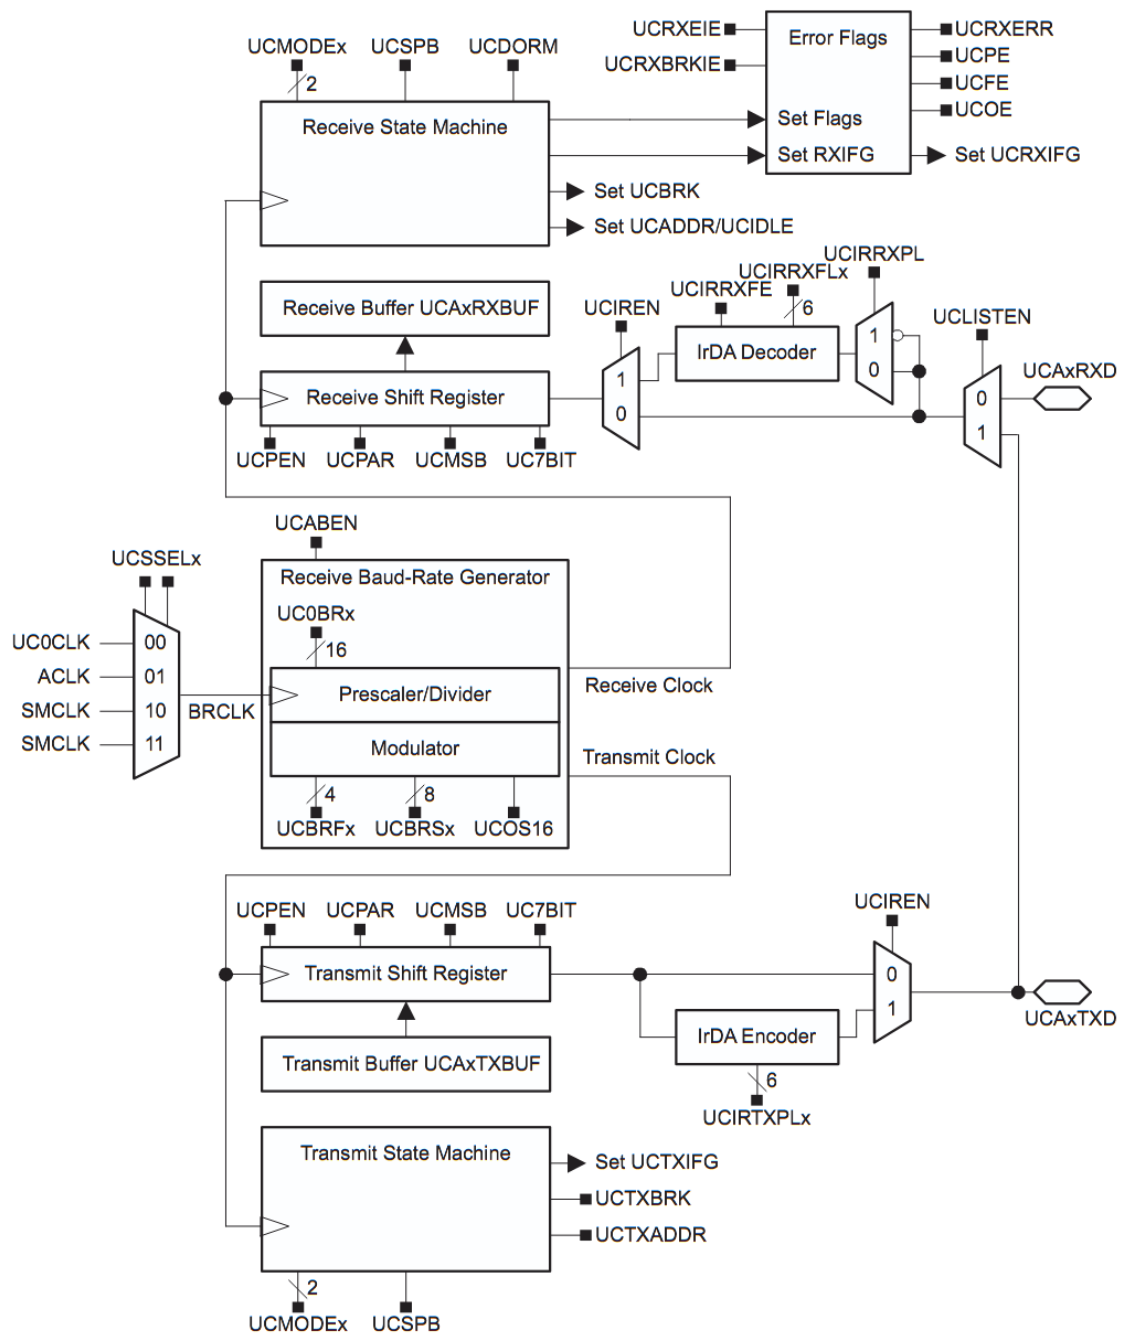 UCMODEx UCSPB UCDORM
2
Receive State Machine
UCRXEIE
UCRXBRKIE
Error Flags
Set Flags
Set RXIFG
UCRXERR
UCPE
UCFE
UCOE
Set UCRXIFG
Set UCBRK
Set UCADDR/UCIDLE
Receive Buffer UCAxRXBUF
Receive Shift Register
UCPEN UCPAR UCMSB UC7BIT
UCIREN
1
0
UCIRRXFE
UCIRRXFLx
6
IrDA Decoder
UCIRRXPL
1
0
UCLISTEN
0
1
UCAxRXD
UCABEN
Receive Baud-Rate Generator
UC0BRx
16
Prescaler/Divider
Modulator
4
8
UCBRFx UCBRSx UCOS16
UCSSELx
UC0CLK 00
ACLK 01
SMCLK 10
SMCLK 11
BRCLK
Receive Clock
Transmit Clock
UCPEN UCPAR UCMSB UC7BIT
Transmit Shift Register
Transmit Buffer UCAxTXBUF
UCIREN
0
1
IrDA Encoder
6
UCIRTXPLx
UCAxTXD
Transmit State Machine
Set UCTXIFG
UCTXBRK
UCTXADDR
2
UCMODEx UCSPB